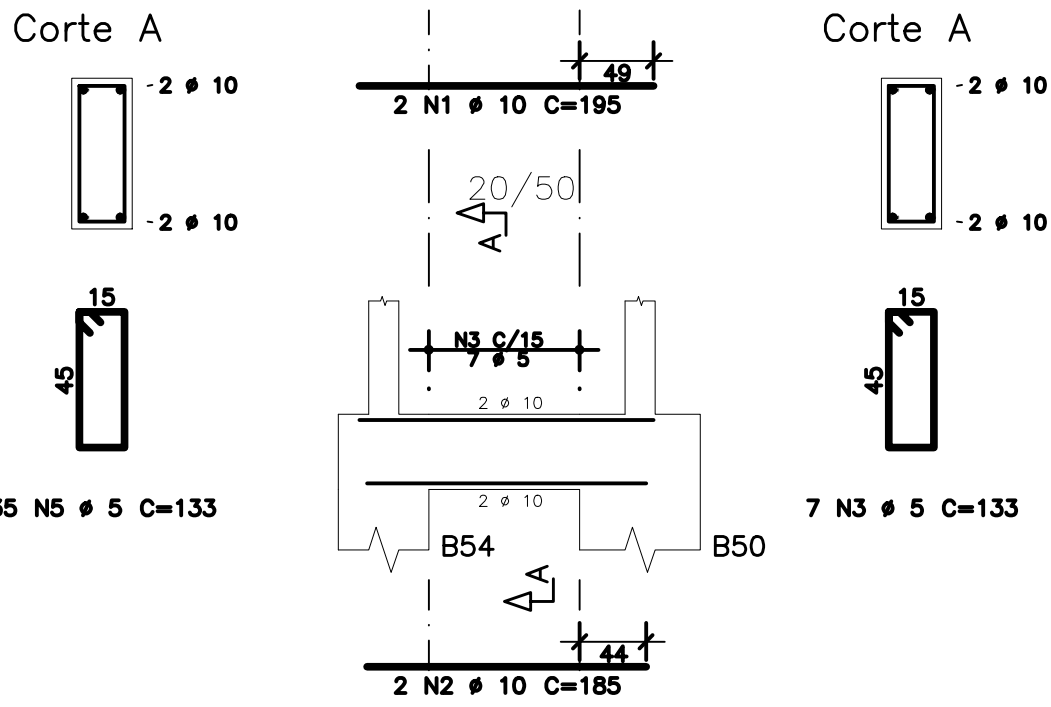 Corte A
-2 ø 10
-2 ø 10
15
45
N5 ø 5 C=133
49
2 N1 ø 10 C=195
20/50
A
N3 C/15
7 ø 5
2 ø 10
2 ø 10
B54
B50
A
44
2 N2 ø 10 C=185
Corte A
-2 ø 10
-2 ø 10
15
45
7 N3 ø 5 C=133